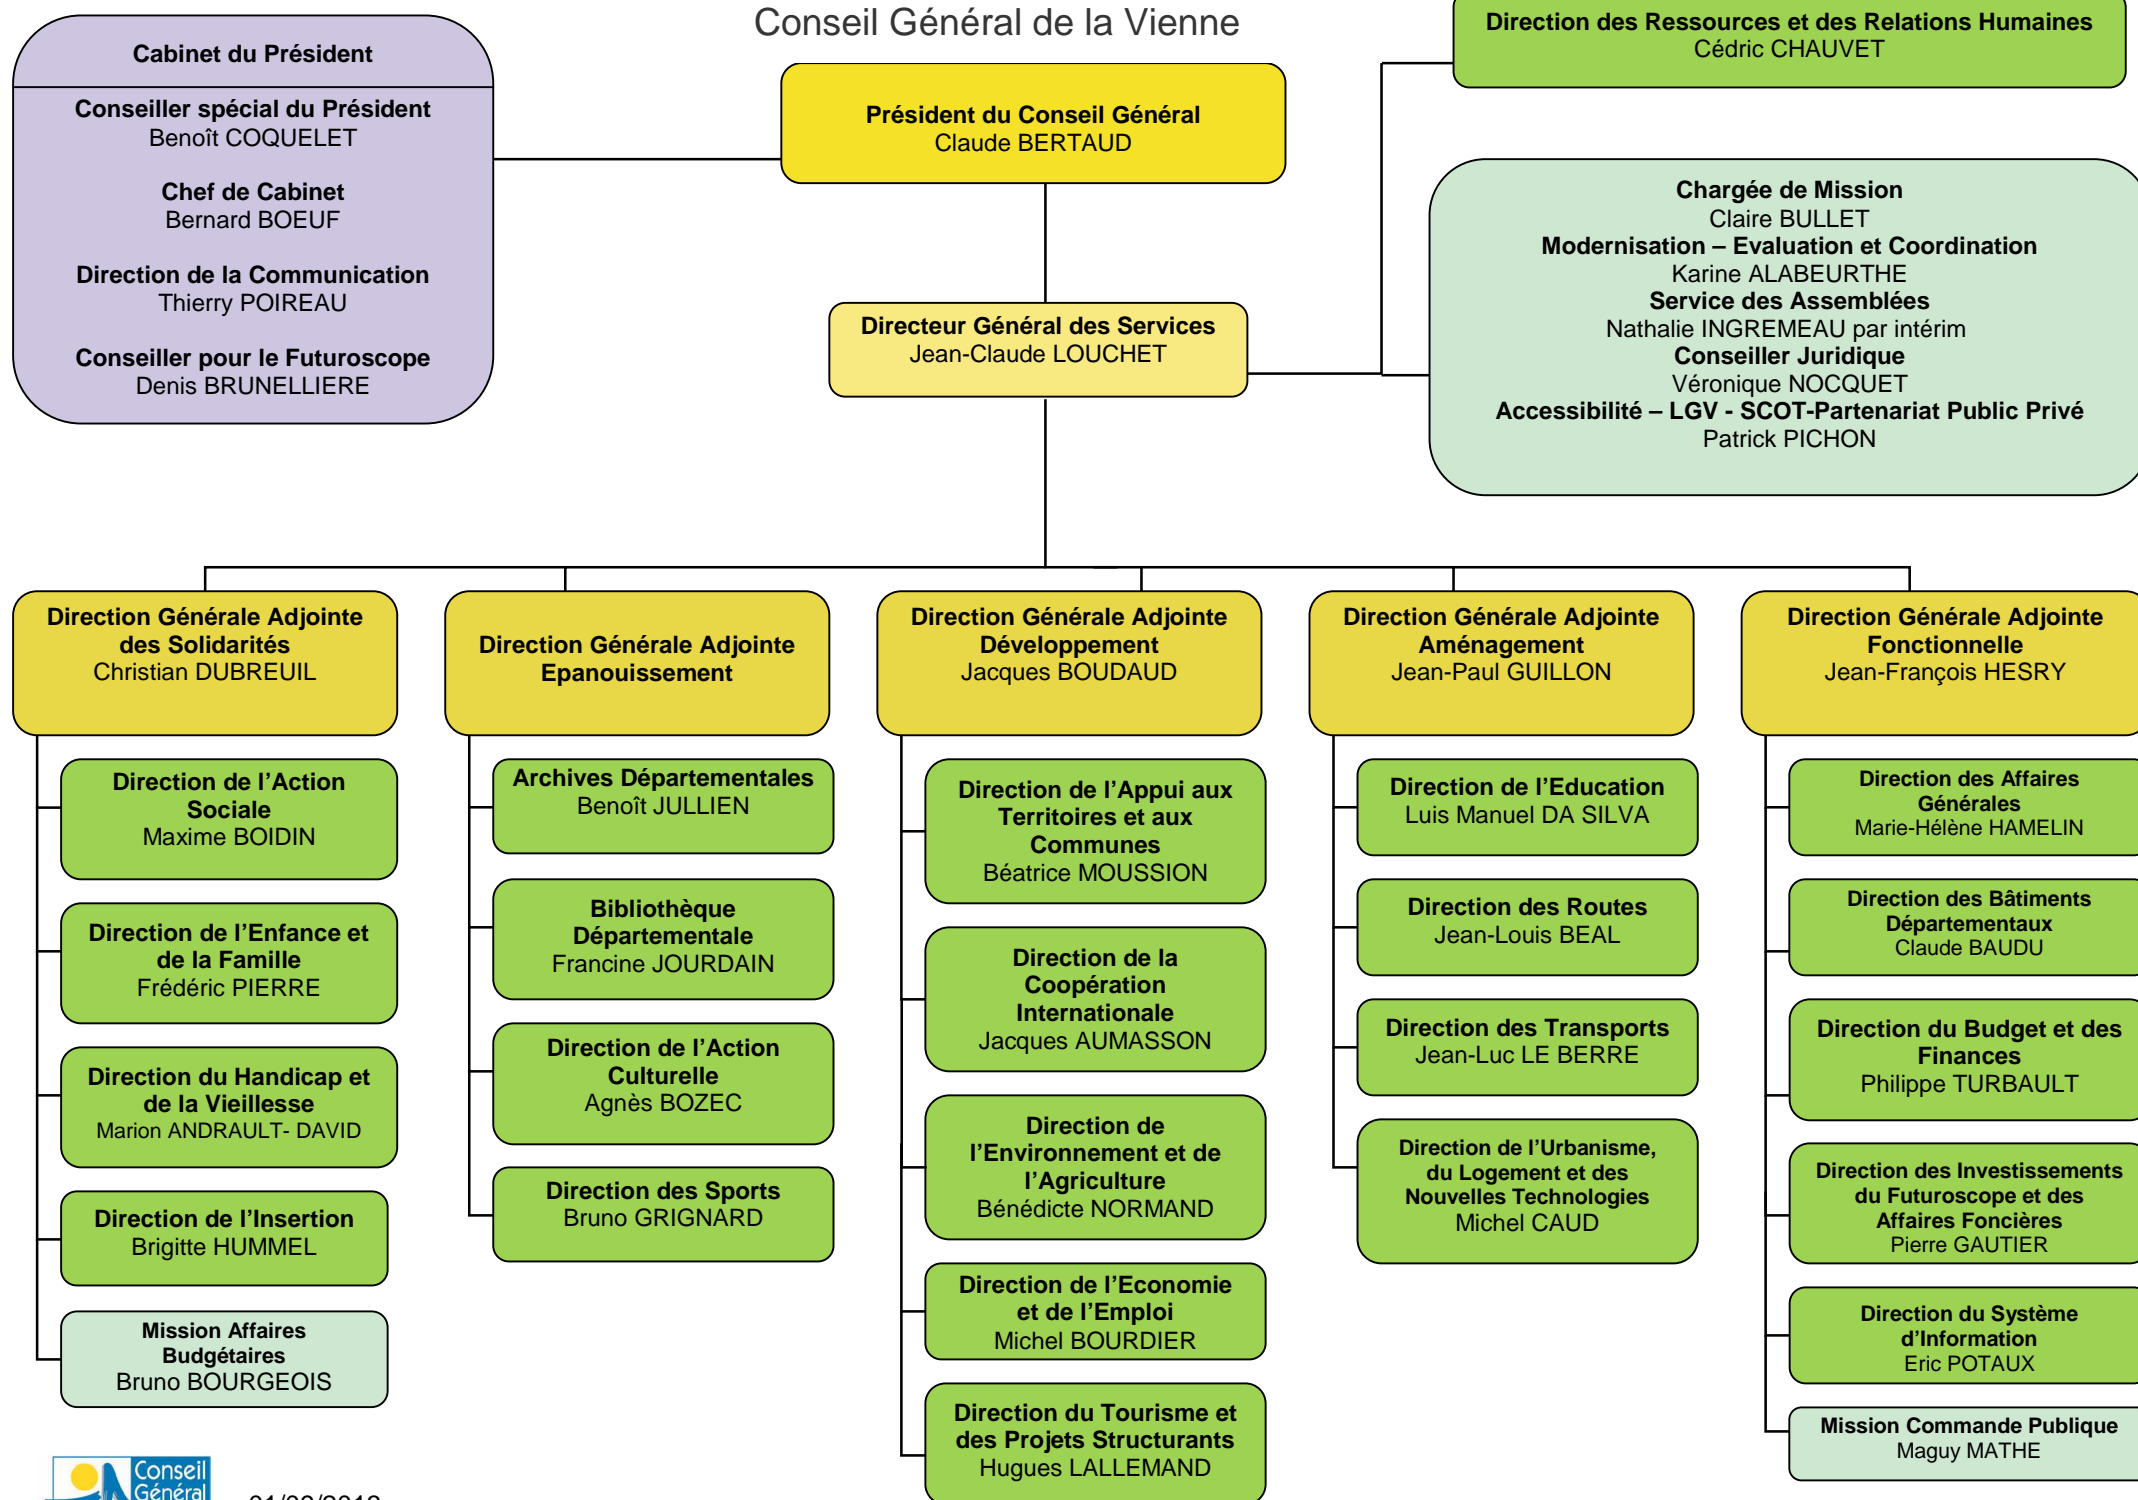 Conseil Général de la Vienne
Cabinet du Président
Conseiller spécial du Président
Benoît COQUELET
Chef de Cabinet
Bernard BOEUF
Direction de la Communication
Thierry POIREAU
Conseiller pour le Futuroscope
Denis BRUNELLIERE
Président du Conseil Général
Claude BERTAUD
Directeur Général des Services
Jean-Claude LOUCHET
Direction des Ressources et des Relations Humaines
Cédric CHAUVET
Chargée de Mission
Claire BULLET
Modernisation – Evaluation et Coordination
Karine ALABEURTHE
Service des Assemblées
Nathalie INGREMEAU par intérim
Conseiller Juridique
Véronique NOCQUET
Accessibilité – LGV - SCOT-Partenariat Public Privé
Patrick PICHON
Direction Générale Adjointe
des Solidarités
Christian DUBREUIL
Direction de l’Action
Sociale
Maxime BOIDIN
Direction de l’Enfance et
de la Famille
Frédéric PIERRE
Direction du Handicap et
de la Vieillesse
Marion ANDRAULT- DAVID
Direction de l’Insertion
Brigitte HUMMEL
Mission Affaires
Budgétaires
Bruno BOURGEOIS
Direction Générale Adjointe
Epanouissement
Archives Départementales
Benoît JULLIEN
Bibliothèque
Départementale
Francine JOURDAIN
Direction de l’Action
Culturelle
Agnès BOZEC
Direction des Sports
Bruno GRIGNARD
Direction Générale Adjointe
Développement
Jacques BOUDAUD
Direction de l’Appui aux
Territoires et aux
Communes
Béatrice MOUSSION
Direction de la
Coopération
Internationale
Jacques AUMASSON
Direction de
l’Environnement et de
l’Agriculture
Bénédicte NORMAND
Direction de l’Economie
et de l’Emploi
Michel BOURDIER
Direction du Tourisme et
des Projets Structurants
Hugues LALLEMAND
Direction Générale Adjointe
Aménagement
Jean-Paul GUILLON
Direction de l’Education
Luis Manuel DA SILVA
Direction des Routes
Jean-Louis BEAL
Direction des Transports
Jean-Luc LE BERRE
Direction de l’Urbanisme,
du Logement et des
Nouvelles Technologies
Michel CAUD
Direction Générale Adjointe
Fonctionnelle
Jean-François HESRY
Direction des Affaires
Générales
Marie-Hélène HAMELIN
Direction des Bâtiments
Départementaux
Claude BAUDU
Direction du Budget et des
Finances
Philippe TURBAULT
Direction des Investissements
du Futuroscope et des
Affaires Foncières
Pierre GAUTIER
Direction du Système
d’Information
Eric POTAUX
Mission Commande Publique
Maguy MATHE
Conseil
Général